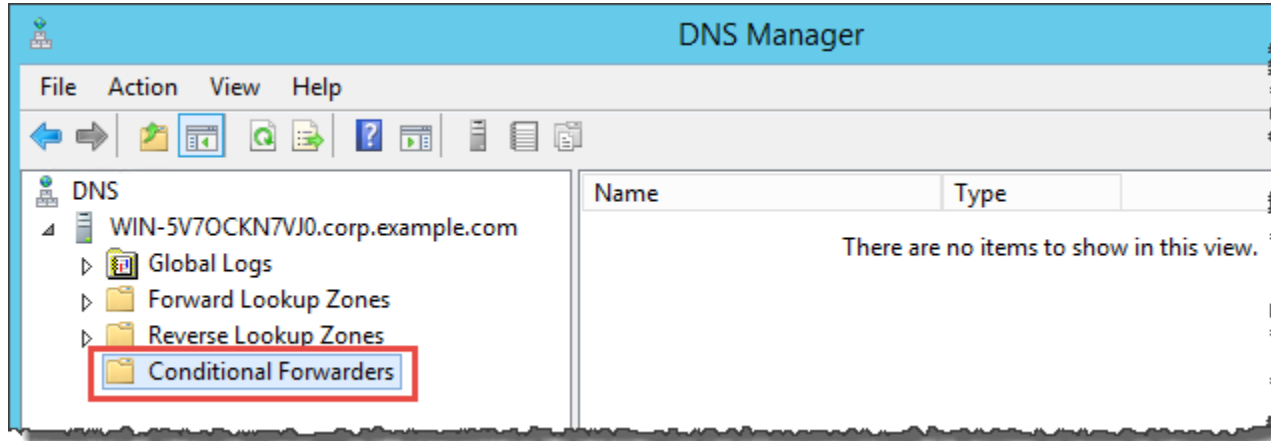 DNS Manager
File Action View Help
DNS
Name Type
WIN-5V7OCKN7VJ0.corp.example.com
There are no items to show in this view.
Global Logs
Forward Lookup Zones
Reverse Lookup Zones
Conditional Forwarders